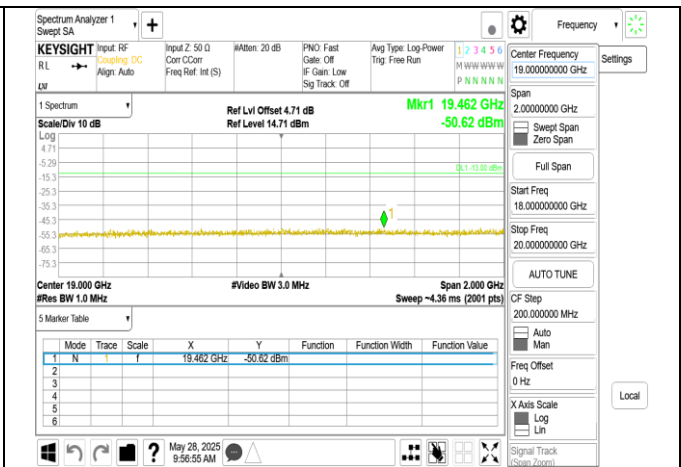 Spectrum Analyzer 1
Swept SA
+
Frequency
KEYSIGHT
RL
LXI
Input: RF
Coupling: DC
Align: Auto
Input Z: 50 Ω
Corr CCorr
Freq Ref: Int (S)
#Atten: 20 dB
PNO: Fast
Gate: Off
IF Gain: Low
Sig Track: Off
Avg Type: Log-Power
Trig: Free Run
1 2 3 4 5 6
M W W W W W
P N N N N N
Center Frequency
19.000000000 GHz
Settings
Span
2.00000000 GHz
Swept Span
Zero Span
Full Span
Start Freq
18.000000000 GHz
Stop Freq
20.000000000 GHz
AUTO TUNE
CF Step
200.000000 MHz
Auto
Man
Freq Offset
0 Hz
X Axis Scale
Log
Lin
Signal Track
(Span Zoom)
Local
1 Spectrum
Scale/Div 10 dB
Ref Lvl Offset 4.71 dB
Ref Level 14.71 dBm
Mkr1 19.462 GHz
-50.62 dBm
Log
4.71
-5.29
-15.3
-25.3
-35.3
-45.3
-55.3
-65.3
-75.3
DL1 -13.00 dBm
1
Center 19.000 GHz
#Res BW 1.0 MHz
#Video BW 3.0 MHz
Span 2.000 GHz
Sweep ~4.36 ms (2001 pts)
5 Marker Table
Mode Trace Scale X Y Function Function Width Function Value
1 N 1 f 19.462 GHz -50.62 dBm
2
3
4
5
6
?
May 28, 2025
9:56:55 AM